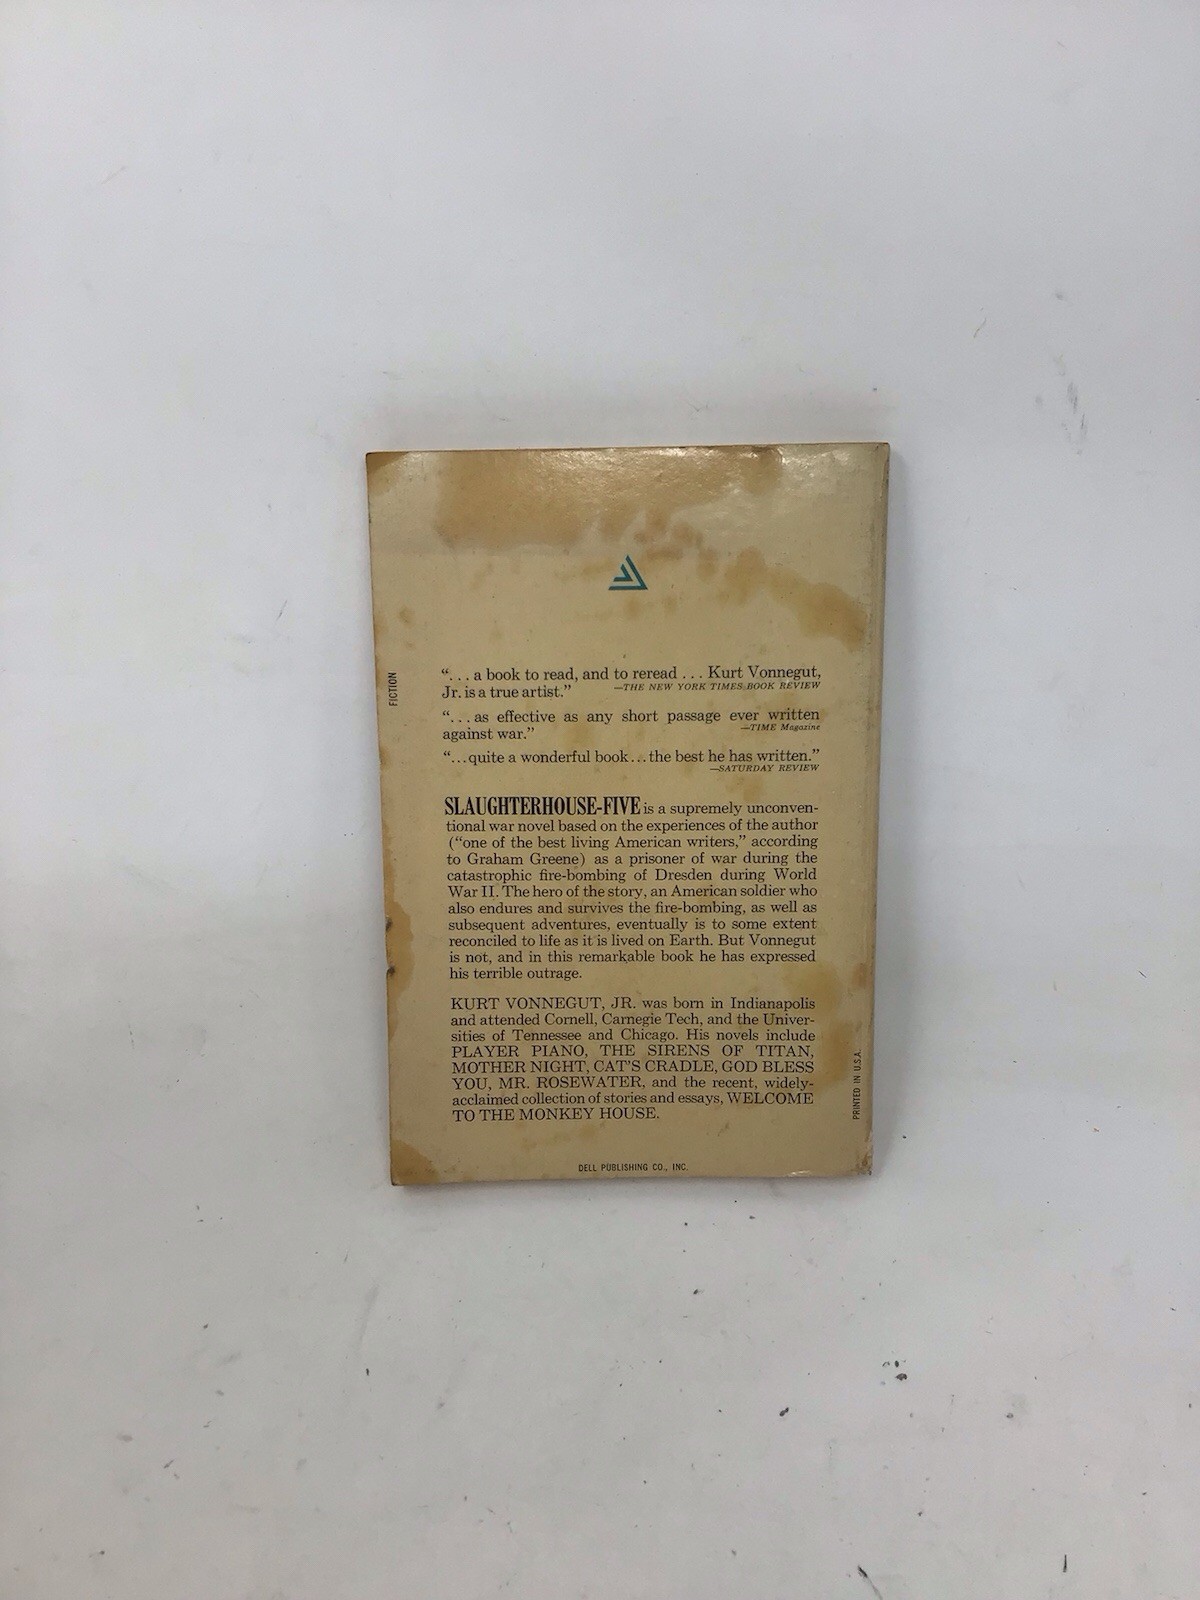 FICTION
“. . . a book to read, and to reread . . . Kurt Vonnegut,
Jr. is a true artist.” —THE NEW YORK TIMES BOOK REVIEW
“. . . as effective as any short passage ever written
against war.” —TIME Magazine
“...quite a wonderful book...the best he has written.”
—SATURDAY REVIEW
SLAUGHTERHOUSE-FIVE is a supremely unconven-
tional war novel based on the experiences of the author
(“one of the best living American writers,” according
to Graham Greene) as a prisoner of war during the
catastrophic fire-bombing of Dresden during World
War II. The hero of the story, an American soldier who
also endures and survives the fire-bombing, as well as
subsequent adventures, eventually is to some extent
reconciled to life as it is lived on Earth. But Vonnegut
is not, and in this remarkable book he has expressed
his terrible outrage.
KURT VONNEGUT, JR. was born in Indianapolis
and attended Cornell, Carnegie Tech, and the Univer-
sities of Tennessee and Chicago. His novels include
PLAYER PIANO, THE SIRENS OF TITAN,
MOTHER NIGHT, CAT'S CRADLE, GOD BLESS
YOU, MR. ROSEWATER, and the recent, widely-
acclaimed collection of stories and essays, WELCOME
TO THE MONKEY HOUSE.
PRINTED IN U.S.A.
DELL PUBLISHING CO., INC.